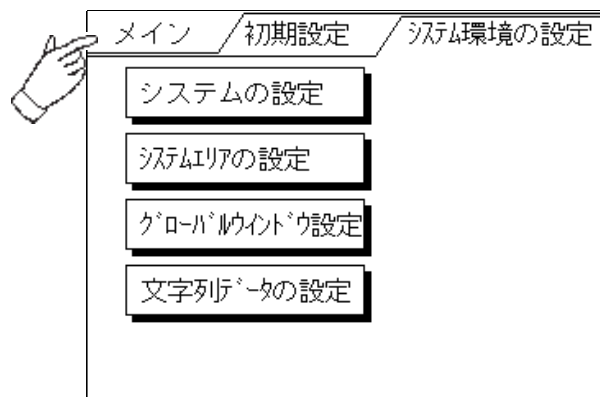 メイン 初期設定 ｼｽﾃﾑ環境の設定
システムの設定
ｼｽﾃﾑｴﾘｱの設定
ｸﾞﾛｰﾊﾞﾙｳｲﾝﾄﾞｳ設定
文字列ﾃﾞｰﾀの設定